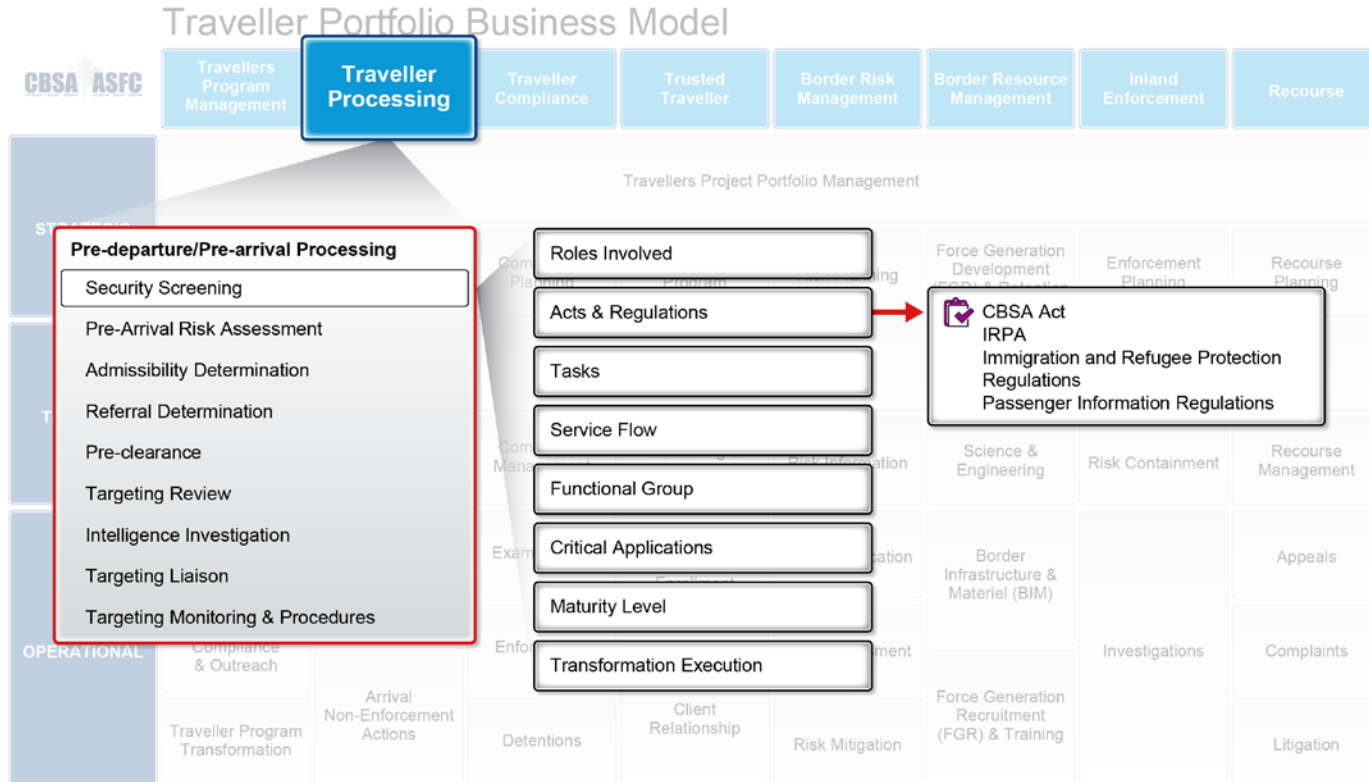 Traveller Portfolio Business Model
CBSA ASFC
Travellers
Program
Management
Traveller
Processing
Traveller
Compliance
Trusted
Traveller
Border Risk
Management
Border Resource
Management
Inland
Enforcement
Recourse
Travellers Project Portfolio Management
Pre-departure/Pre-arrival Processing
Security Screening
Pre-Arrival Risk Assessment
Admissibility Determination
Referral Determination
Pre-clearance
Targeting Review
Intelligence Investigation
Targeting Liaison
Targeting Monitoring & Procedures
Roles Involved
Acts & Regulations
Tasks
Service Flow
Functional Group
Critical Applications
Maturity Level
Transformation Execution
CBSA Act
IRPA
Immigration and Refugee Protection
Regulations
Passenger Information Regulations
Program
Force Generation
Development
Enforcement
Planning
Recourse
Planning
Risk Information
Science &
Engineering
Risk Containment
Recourse
Management
Border
Infrastructure &
Materiel (BIM)
Appeals
OPERATIONAL
Compliance
& Outreach
Investigations
Complaints
Arrival
Non-Enforcement
Actions
Client
Relationship
Force Generation
Recruitment
(FGR) & Training
Traveller Program
Transformation
Detentions
Risk Mitigation
Litigation